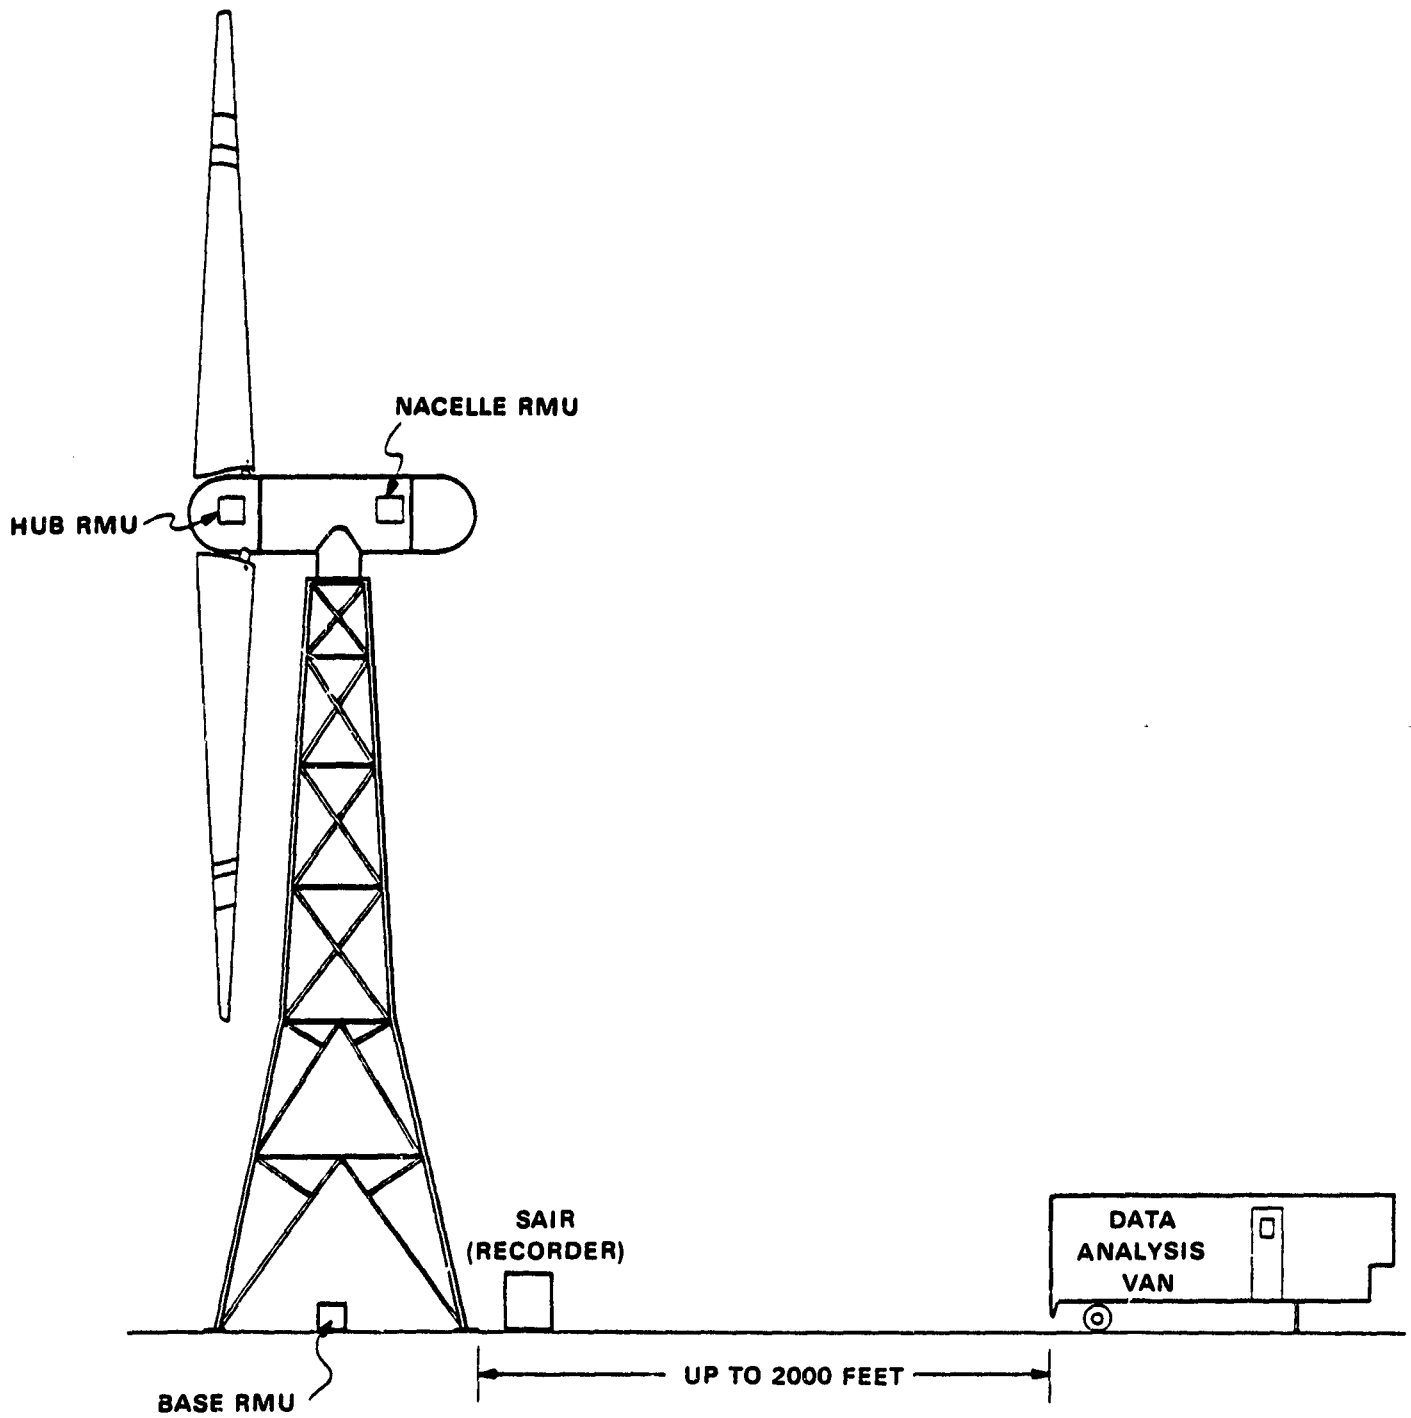 NACELLE RMU
HUB RMU
SAIR
(RECORDER)
DATA
ANALYSIS
VAN
UP TO 2000 FEET
BASE RMU